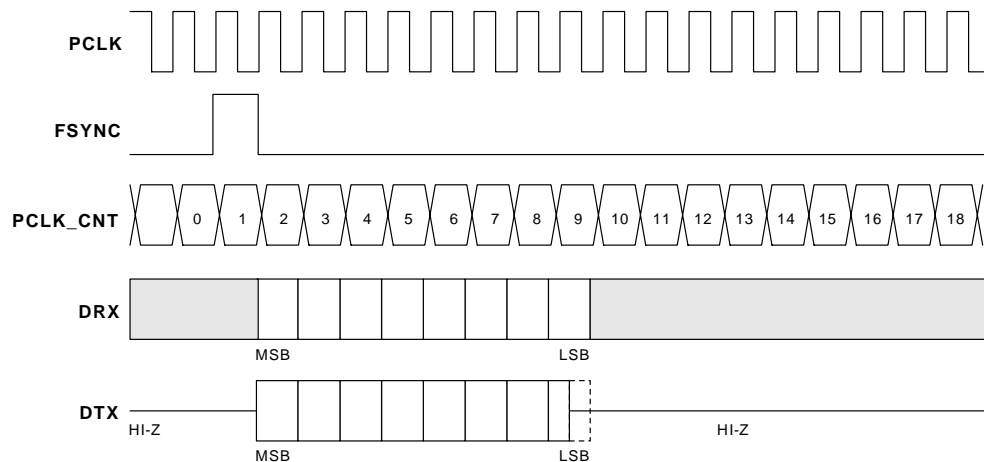 PCLK
FSYNC
PCLK_CNT 0 1 2 3 4 5 6 7 8 9 10 11 12 13 14 15 16 17 18
DRX
MSB LSB
DTX
HI-Z HI-Z
MSB LSB